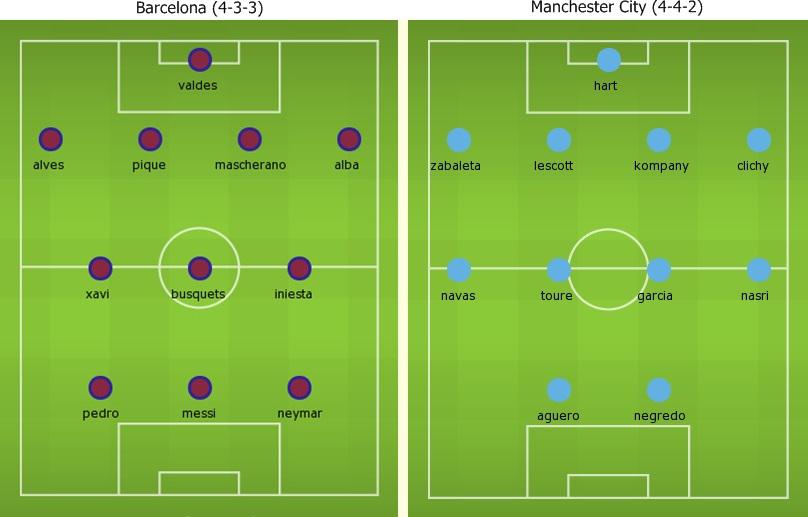 Barcelona (4-3-3)
valdes
alves pique mascherano alba
xavi busquets iniesta
pedro messi neymar
Manchester City (4-4-2)
hart
zabaleta lescott kompany clichy
navas toure garcia nasri
aguero negredo